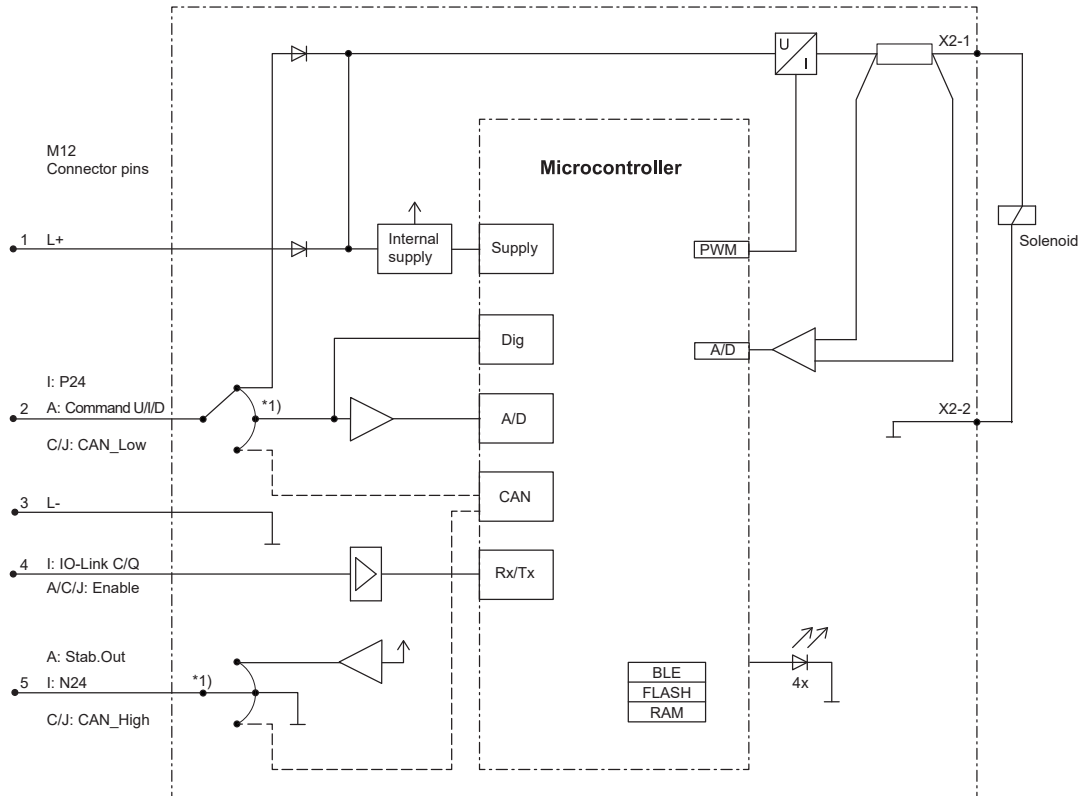 U
I
X2-1
M12
Connector pins
Microcontroller
1 L+
Internal
supply
Supply
PWM
Solenoid
Dig
A/D
I: P24
2 A: Command U/I/D
*1)
A/D
X2-2
C/J: CAN_Low
CAN
3 L-
4 I: IO-Link C/Q
Rx/Tx
A/C/J: Enable
A: Stab.Out
5 I: N24
*1)
C/J: CAN_High
BLE
FLASH
RAM
4x